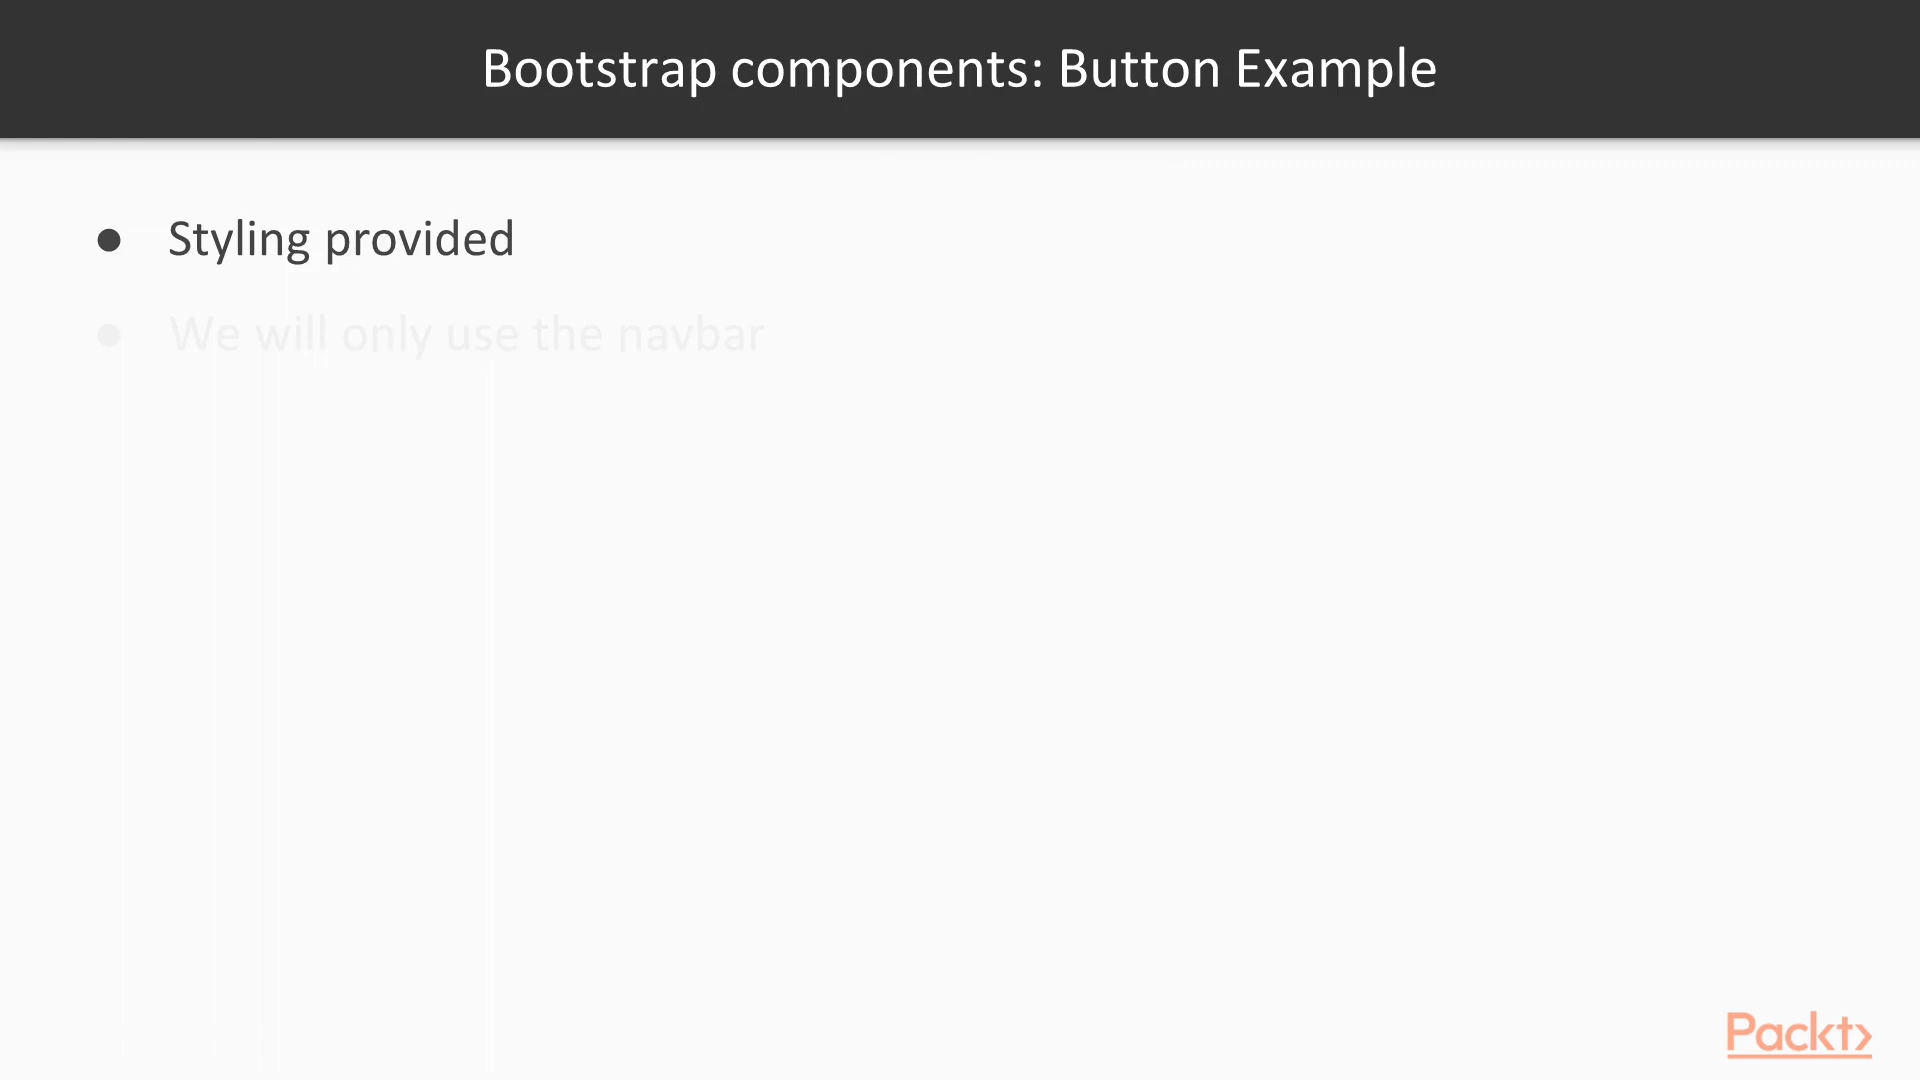 Bootstrap components: Button Example
● Styling provided
● We will only use the navbar
Packt>